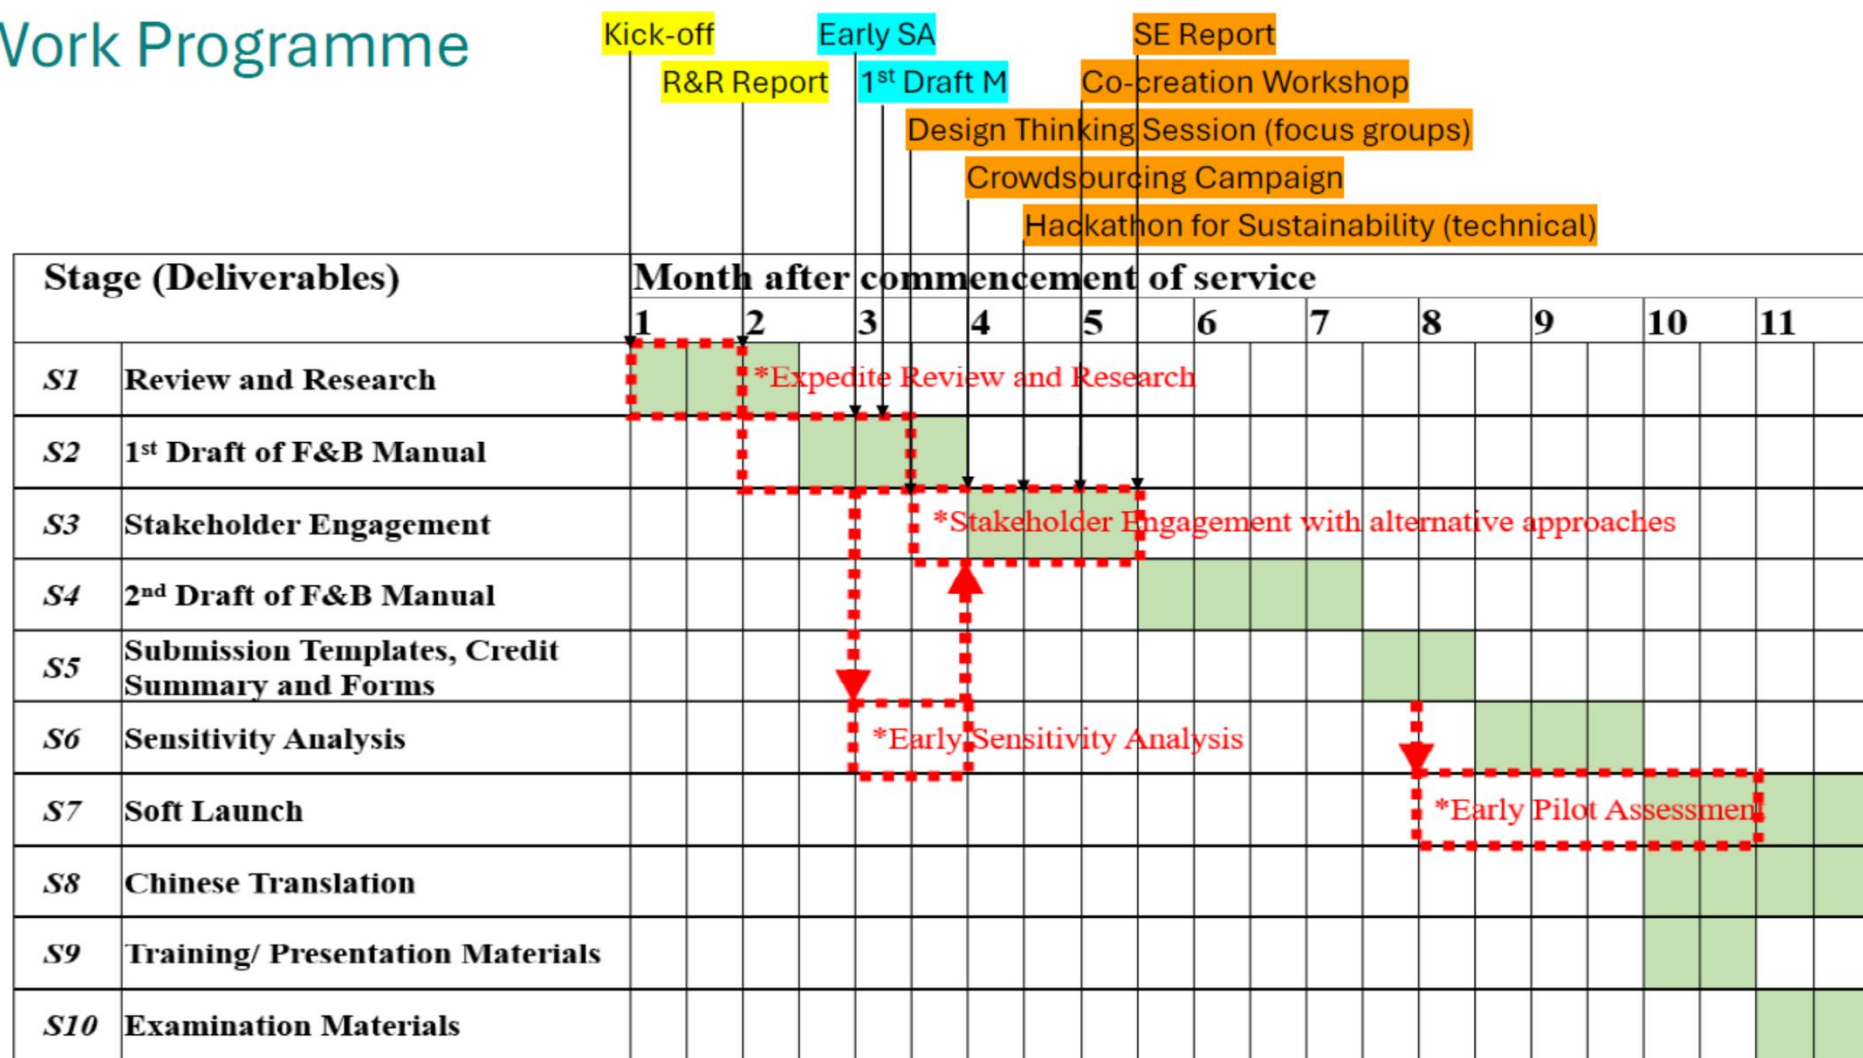 Work Programme
Kick-off
Early SA
SE Report
R&R Report
1st Draft M
Co-creation Workshop
Design Thinking Session (focus groups)
Crowdsourcing Campaign
Hackathon for Sustainability (technical)
Stage (Deliverables)
Month after commencement of service
1 2 3 4 5 6 7 8 9 10 11
S1 Review and Research
*Expedite Review and Research
S2 1st Draft of F&B Manual
S3 Stakeholder Engagement
*Stakeholder Engagement with alternative approaches
S4 2nd Draft of F&B Manual
S5 Submission Templates, Credit
Summary and Forms
S6 Sensitivity Analysis
*Early Sensitivity Analysis
S7 Soft Launch
*Early Pilot Assessment
S8 Chinese Translation
S9 Training/ Presentation Materials
S10 Examination Materials